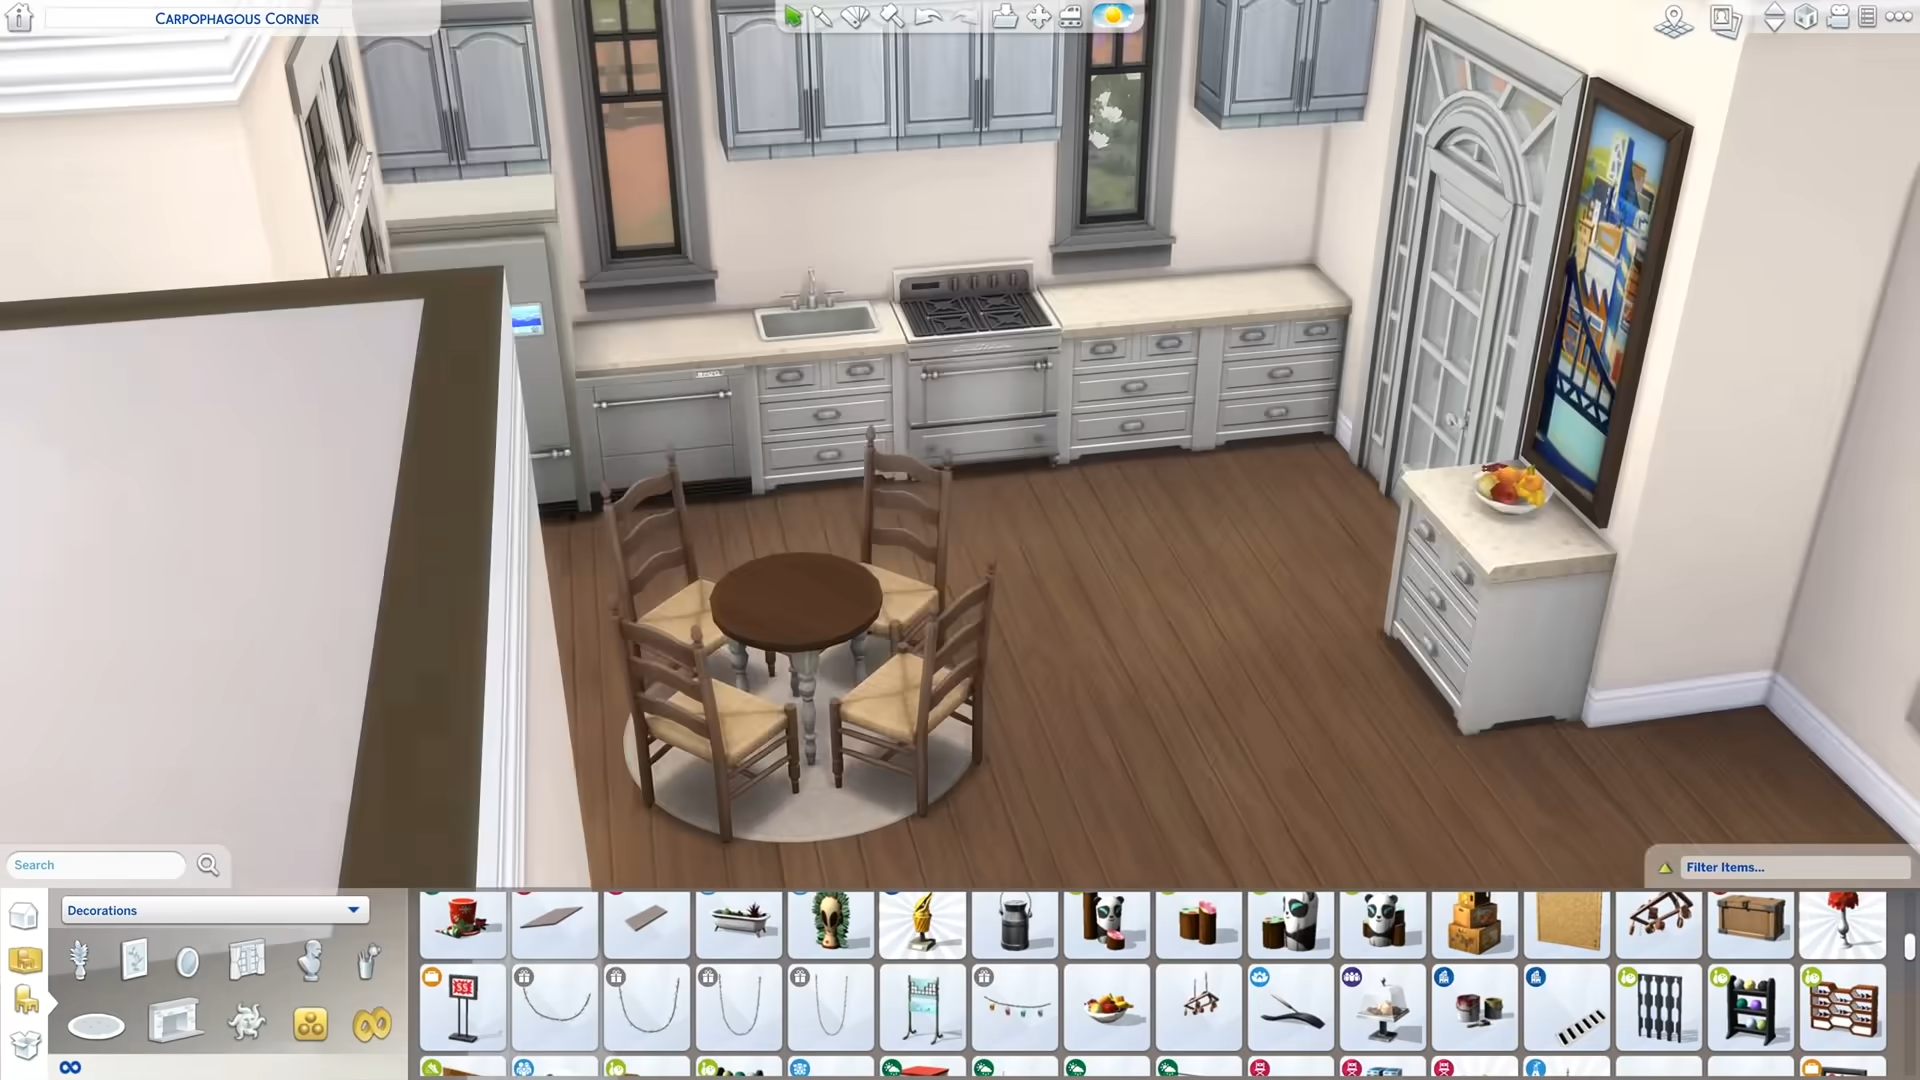 Carpophagous Corner
Search
Filter Items...
Decorations
$$